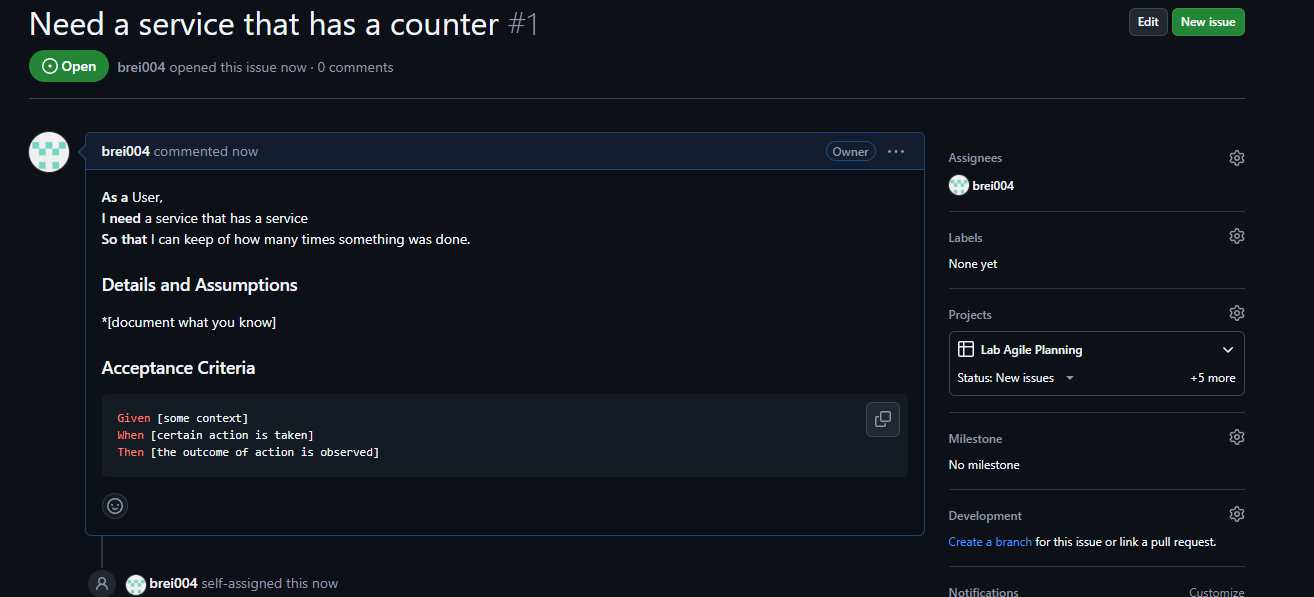 Need a service that has a counter #1
Edit
New issue
Open
brei004 opened this issue now · 0 comments
brei004 commented now
Owner
As a User,
I need a service that has a service
So that I can keep of how many times something was done.
Details and Assumptions
*[document what you know]
Acceptance Criteria
Given [some context]
When [certain action is taken]
Then [the outcome of action is observed]
brei004 self-assigned this now
Assignees
brei004
Labels
None yet
Projects
Lab Agile Planning
Status: New issues
+5 more
Milestone
No milestone
Development
Create a branch for this issue or link a pull request.
Notifications
Customize